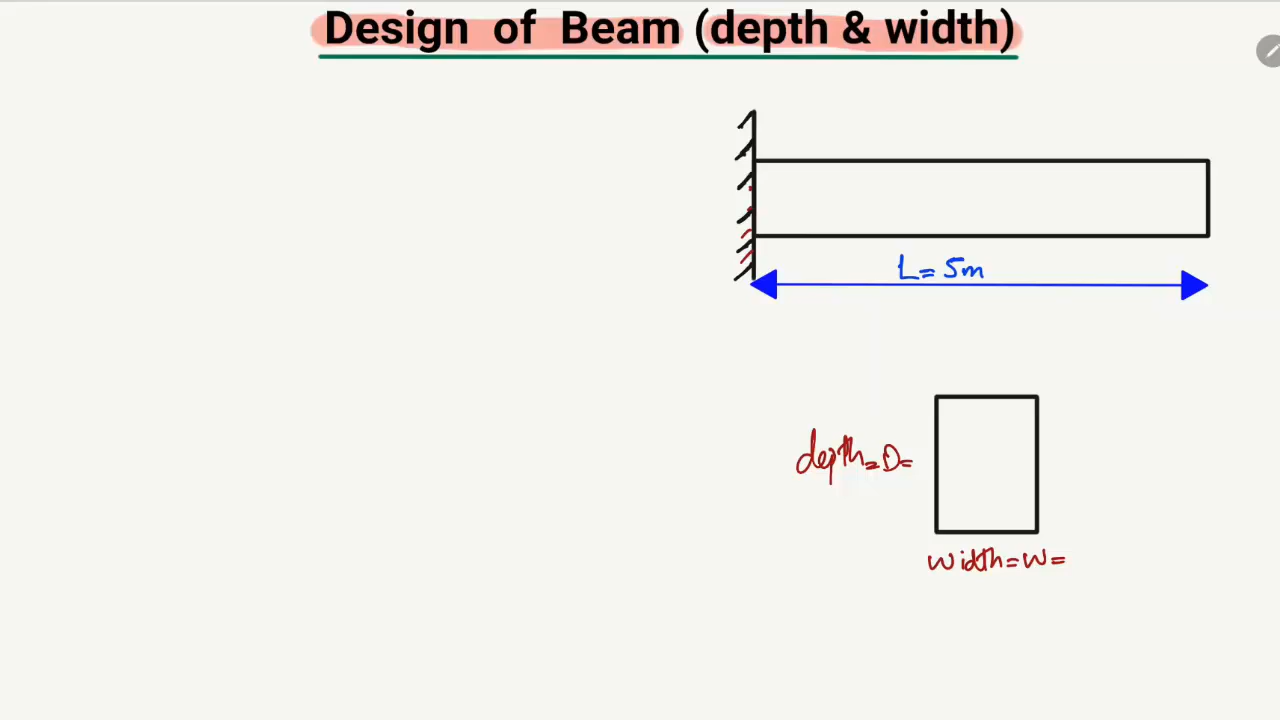 Design of Beam (depth & width)
L= 5m
depth=D=
width=W=